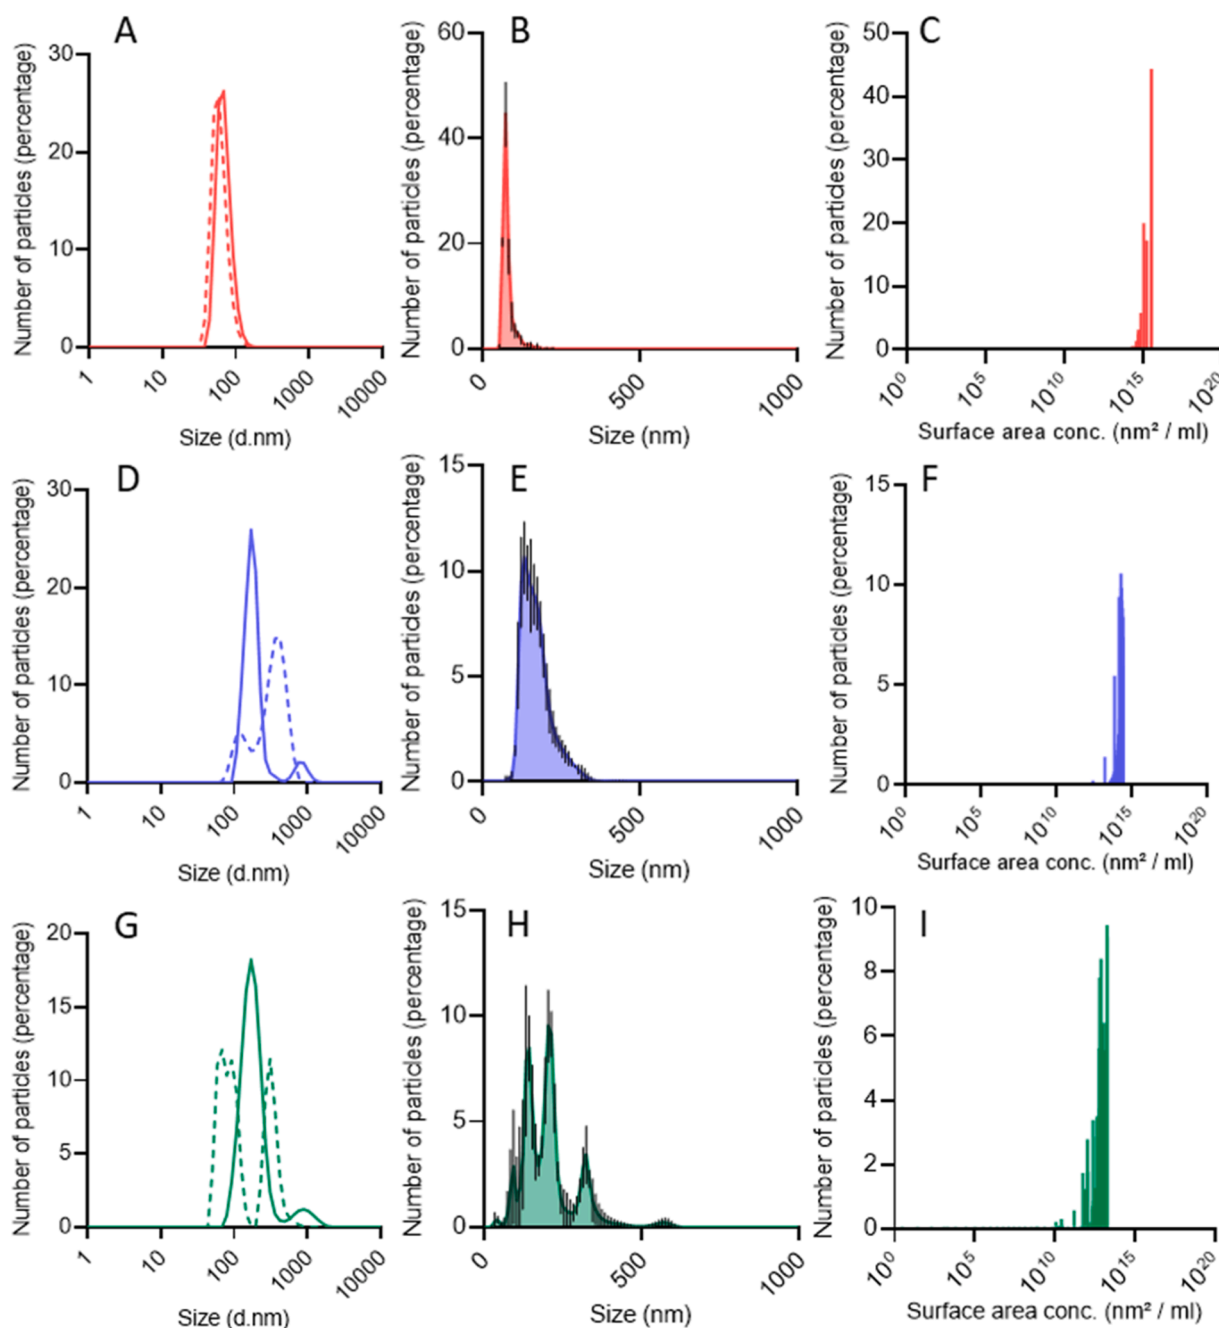 A
Number of particles (percentage)
30
20
10
0
1
10
100
1000
10000
Size (d.nm)
B
Number of particles (percentage)
60
40
20
0
0
500
1000
Size (nm)
C
Number of particles (percentage)
50
40
30
20
10
0
10⁰
10⁵
10¹⁰
10¹⁵
10²⁰
Surface area conc. (nm² / ml)
D
Number of particles (percentage)
30
20
10
0
1
10
100
1000
10000
Size (d.nm)
E
Number of particles (percentage)
15
10
5
0
0
500
1000
Size (nm)
F
Number of particles (percentage)
15
10
5
0
10⁰
10⁵
10¹⁰
10¹⁵
10²⁰
Surface area conc. (nm² / ml)
G
Number of particles (percentage)
20
15
10
5
0
1
10
100
1000
10000
Size (d.nm)
H
Number of particles (percentage)
15
10
5
0
0
500
1000
Size (nm)
I
Number of particles (percentage)
10
8
6
4
2
0
10⁰
10⁵
10¹⁰
10¹⁵
10²⁰
Surface area conc. (nm² / ml)